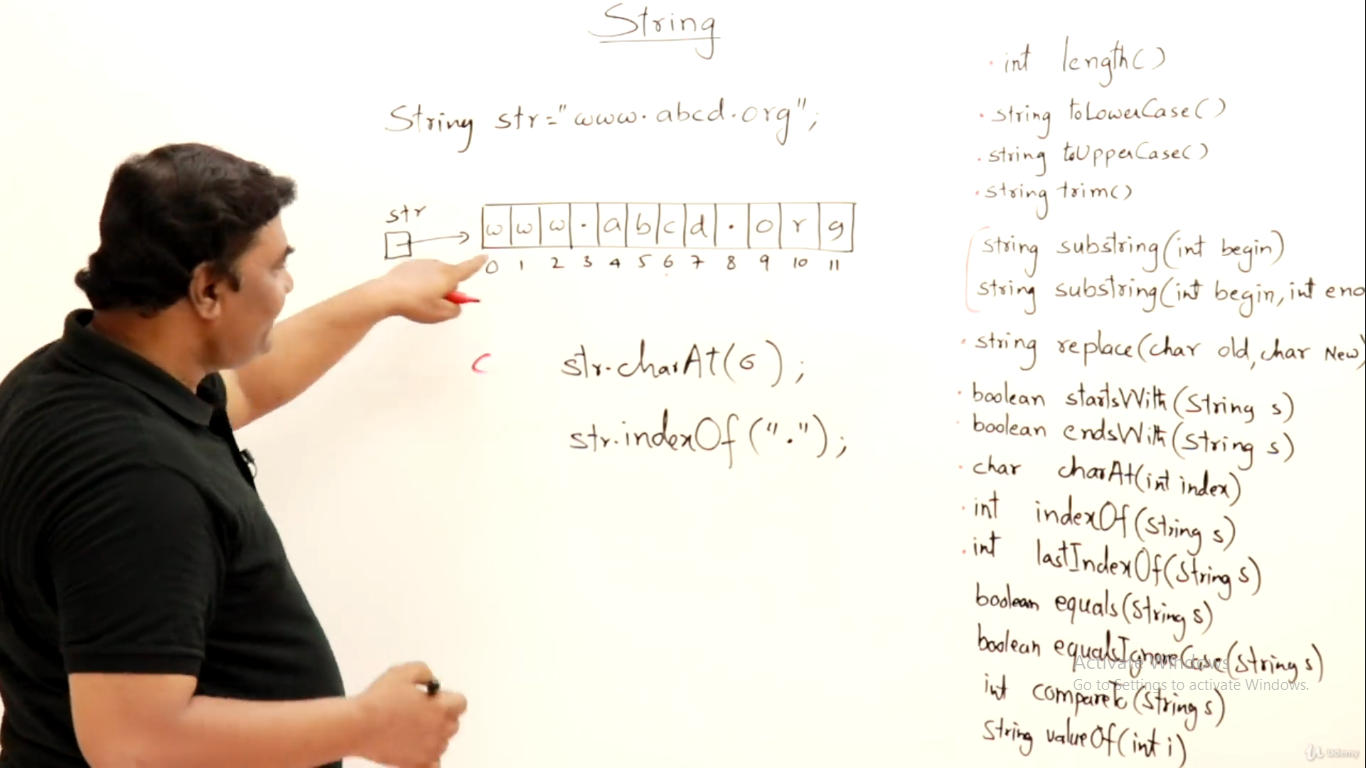 String
String str="www.abcd.org";
str
w w w . a b c d . o r g
0 1 2 3 4 5 6 7 8 9 10 11
c str.charAt(6);
str.indexOf(".");
int length()
string toLowerCase()
string toUpperCase()
string trim()
string substring(int begin)
string substring(int begin, int end
string replace(char old, char New)
boolean startsWith(String s)
boolean endsWith(String s)
char charAt(int index)
int indexOf(String s)
int lastIndexOf(String s)
boolean equals(String s)
boolean equalsIgnoreCase(String s)
int compareTo(String s)
String valueOf(int i)
Activate Windows
Go to Settings to activate Windows.
Udemy